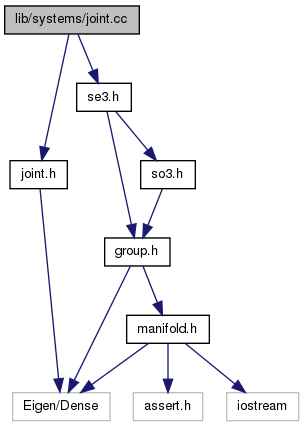 lib/systems/joint.cc
se3.h
joint.h
so3.h
group.h
manifold.h
Eigen/Dense
assert.h
iostream